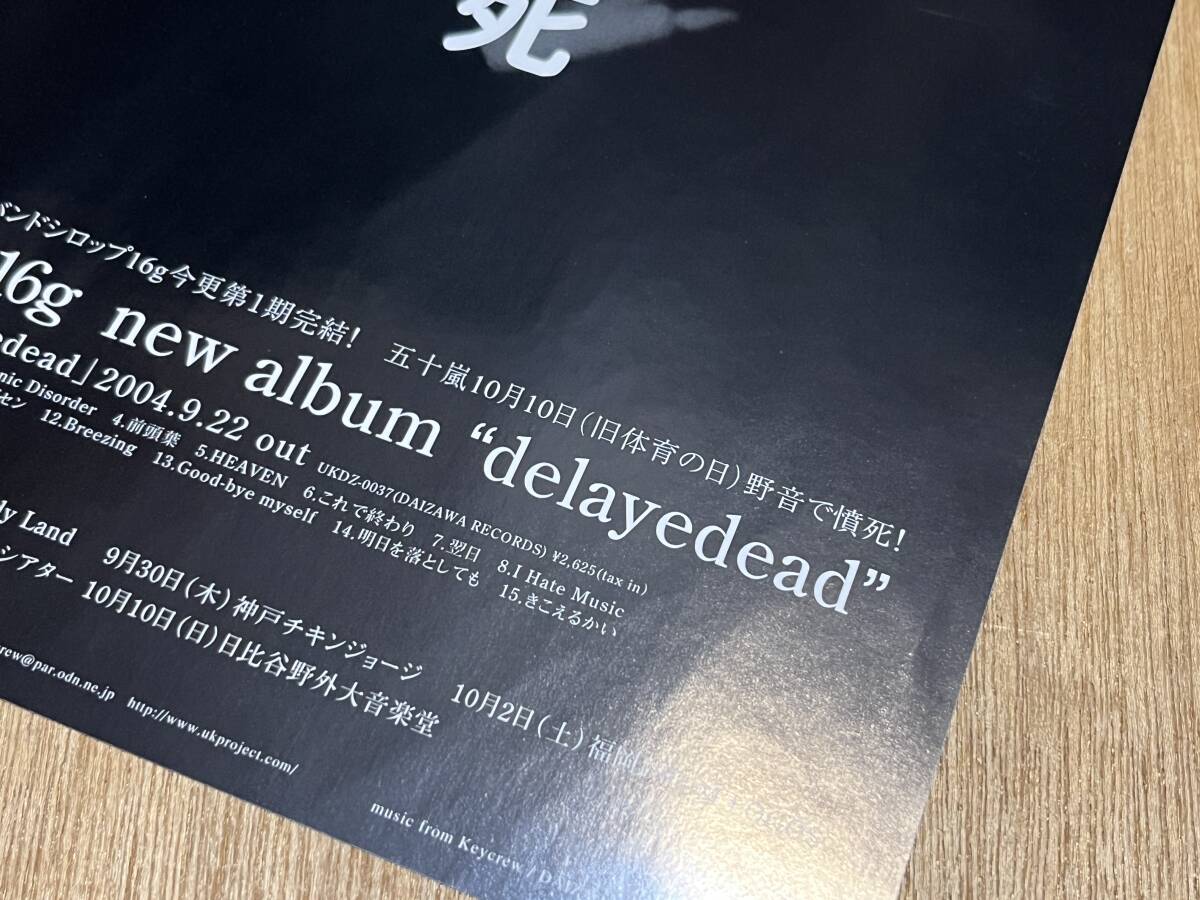 死
バンドシロップ16g今更第1期完結! 五十嵐10月10日(旧体育の日)野音で憤死!
16g new album “delayedead”
edead」2004.9.22 out UKDZ-0037(DAIZAWA RECORDS) ¥2,625(tax in)
nic Disorder 4.前頭葉 5.HEAVEN 6.これで終わり 7.翌日 8.I Hate Music
セン 12.Breezing 13.Good-bye myself 14.明日を落としても 15.きこえるかい
ly Land 9月30日(木)神戸チキンジョージ 10月2日(土)福岡
シアター 10月10日(日)日比谷野外大音楽堂
rew@par.odn.ne.jp http://www.ukproject.com/
music from Keycrew /